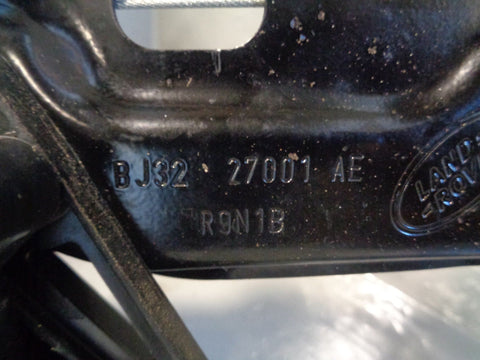 BJ32 27001 AE
R9N1B
LAND-
-ROVER